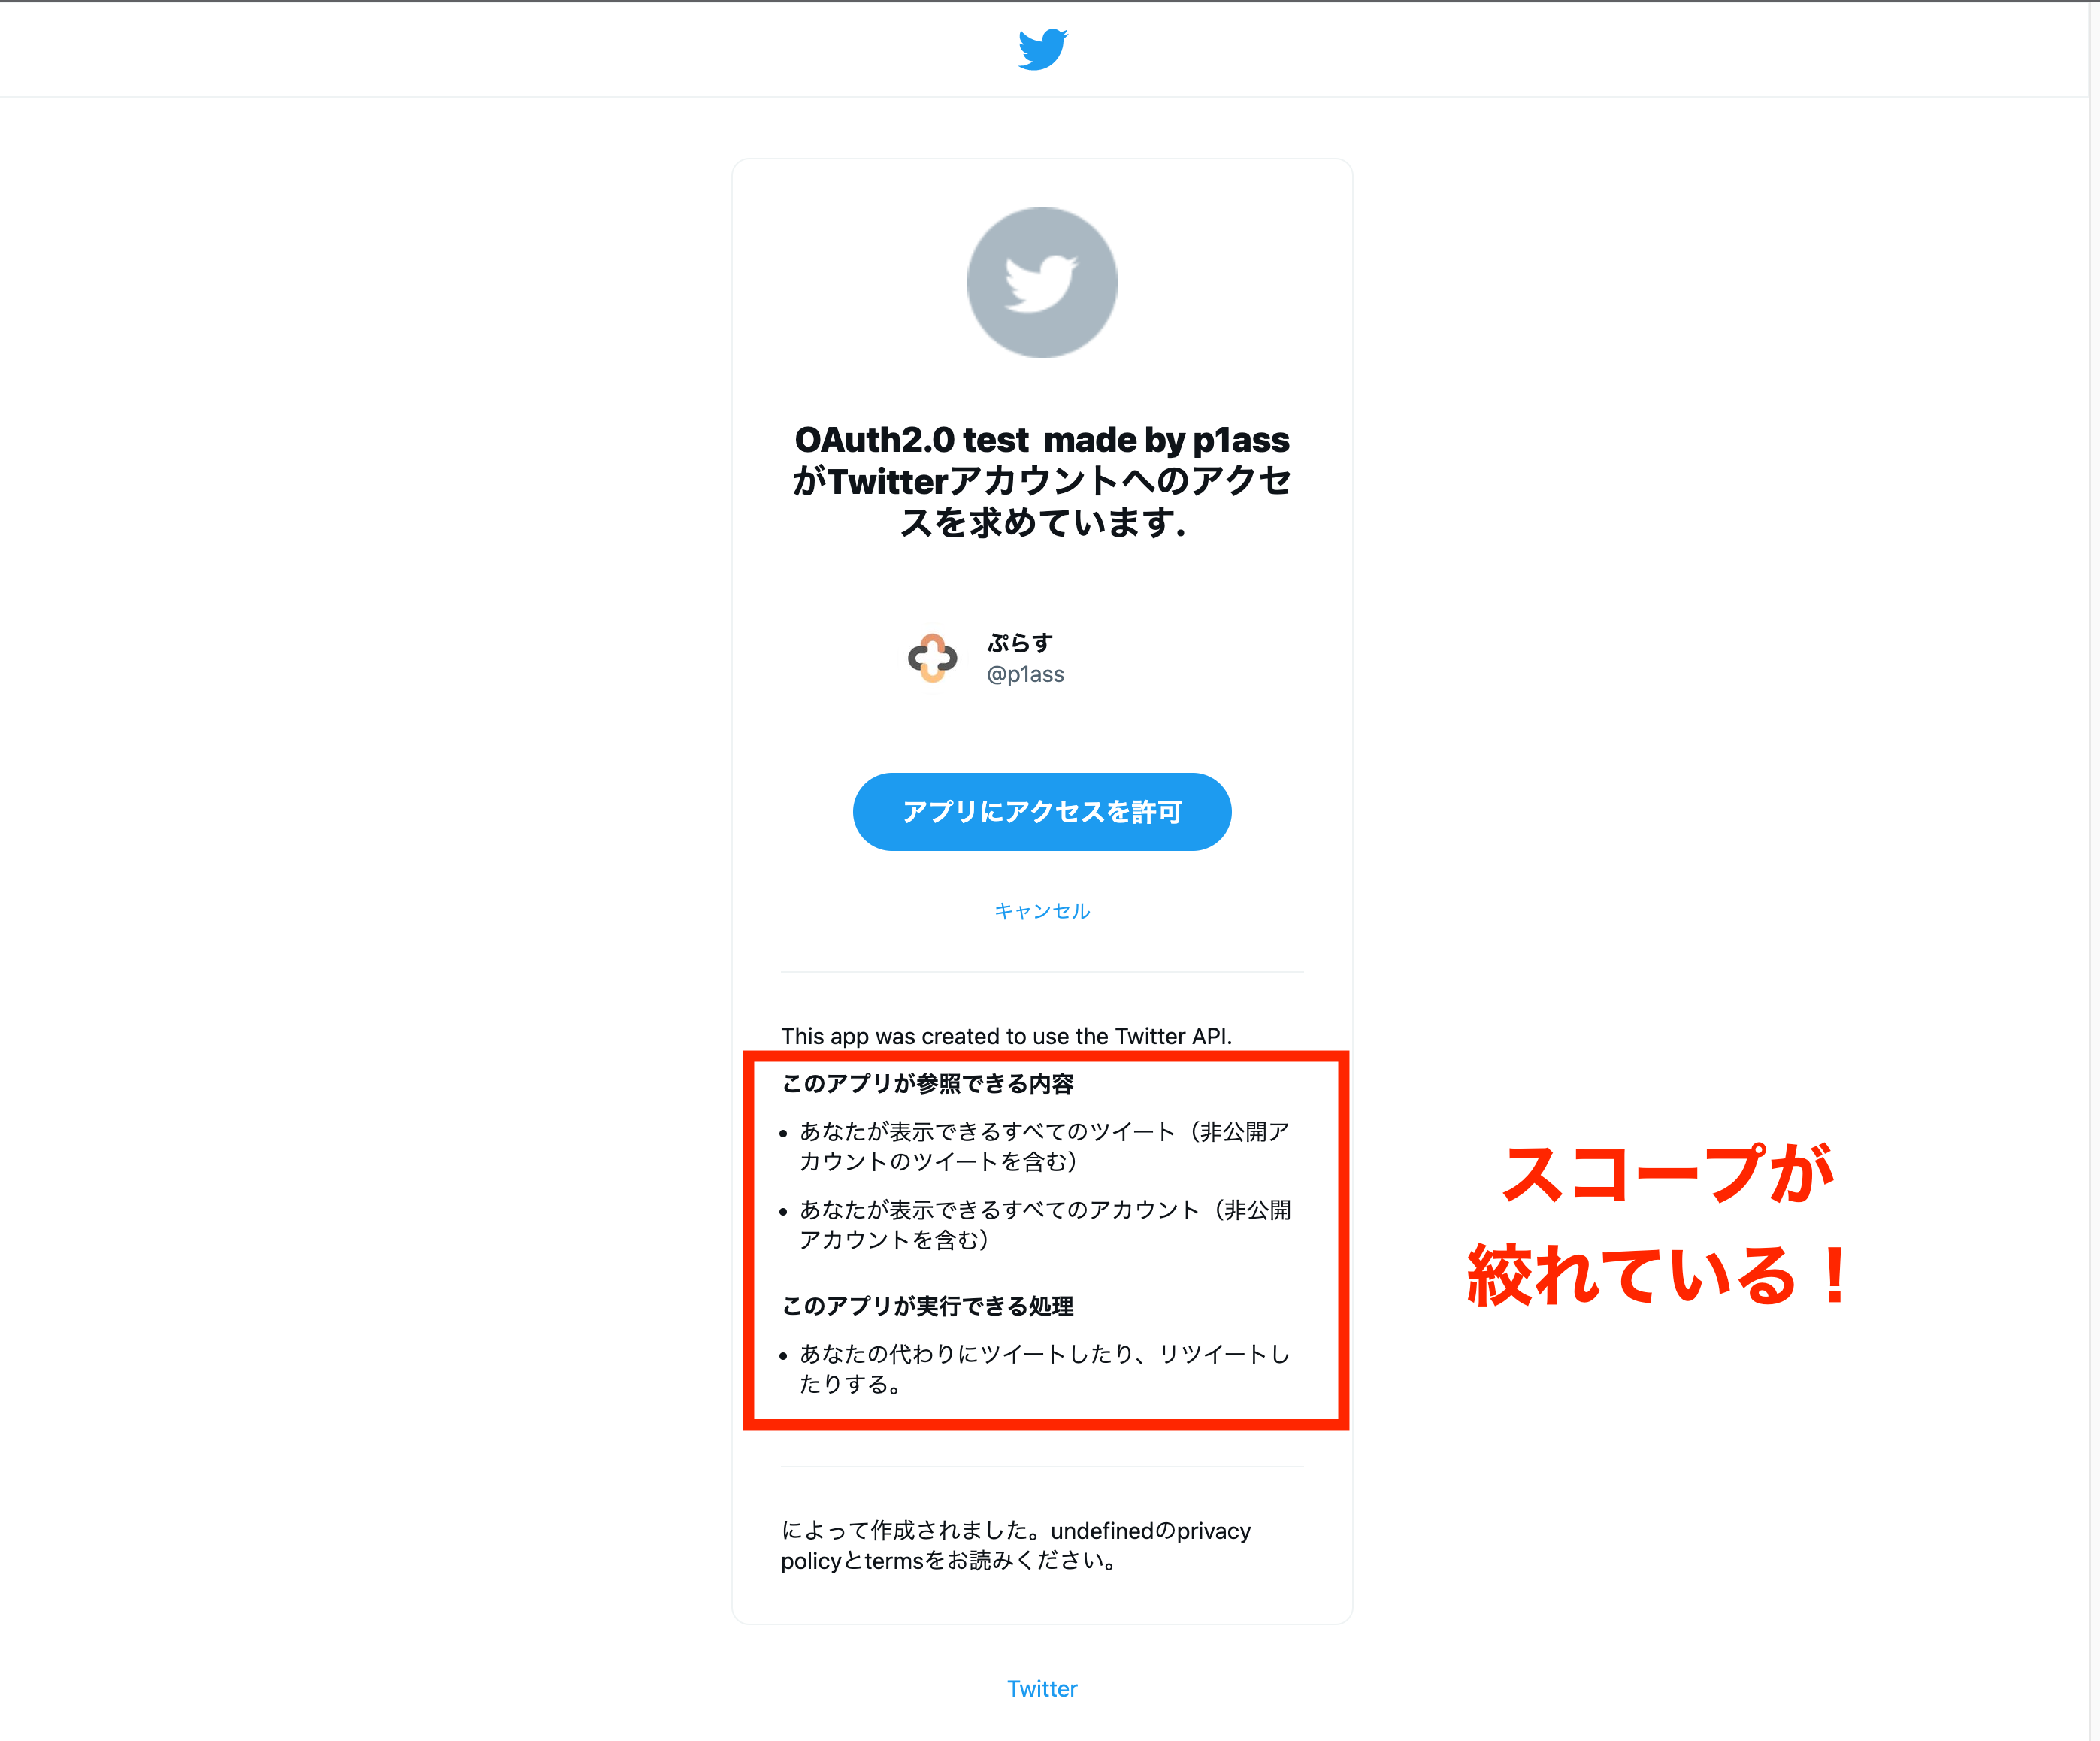 OAuth2.0 test  made by p1ass
がTwitterアカウントへのアクセ
スを求めています.
ぷらす
@p1ass
アプリにアクセスを許可
キャンセル
This app was created to use the Twitter API.
このアプリが参照できる内容
• あなたが表示できるすべてのツイート（非公開ア
カウントのツイートを含む）
• あなたが表示できるすべてのアカウント（非公開
アカウントを含む）
このアプリが実行できる処理
• あなたの代わりにツイートしたり、リツイートし
たりする。
スコープが
絞れている！
によって作成されました。undefinedのprivacy
policyとtermsをお読みください。
Twitter